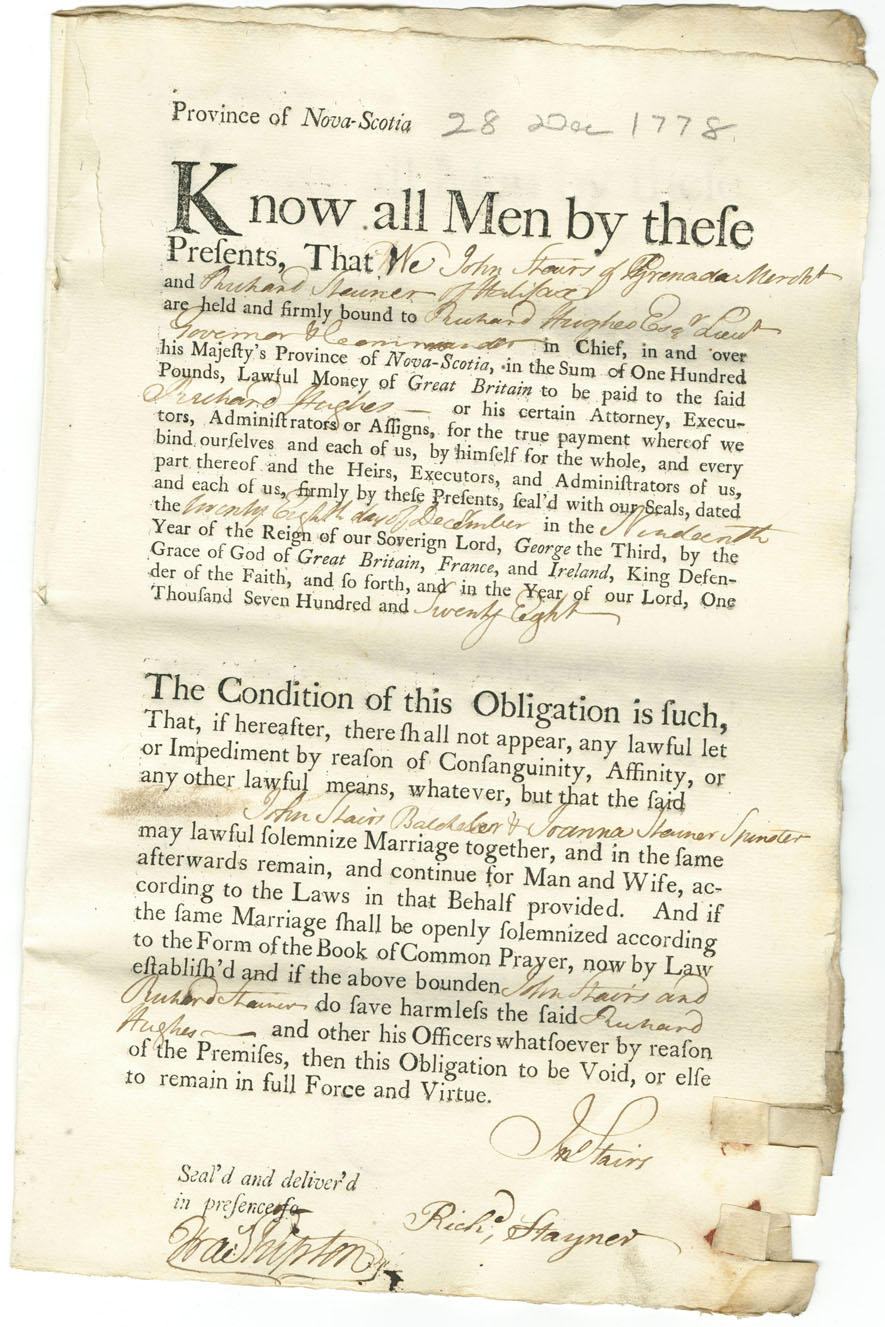 Province of Nova-Scotia 28 Dec 1778
Know all Men by theſe
Preſents, That We John Stairs of Grenada Mercht
and Richard Stauner of Halifax
are held and firmly bound to Richard Hughes Esqr Lieut
Governor & Commander in Chief, in and over
his Majeſty's Province of Nova-Scotia, in the Sum of One Hundred
Pounds, Lawful Money of Great Britain to be paid to the ſaid
Richard Hughes — or his certain Attorney, Execu-
tors, Adminiſtrators or Aſſigns, for the true payment whereof we
bind ourſelves and each of us, by himſelf for the whole, and every
part thereof and the Heirs, Executors, and Adminiſtrators of us,
and each of us, firmly by theſe Preſents, ſeal'd with our Seals, dated
the twenty Eighth day of December in the Nineteenth
Year of the Reign of our Soverign Lord, George the Third, by the
Grace of God of Great Britain, France, and Ireland, King Defen-
der of the Faith, and ſo forth, and in the Year of our Lord, One
Thouſand Seven Hundred and Seventy Eight —
The Condition of this Obligation is ſuch,
That, if hereafter, there ſhall not appear, any lawful let
or Impediment by reaſon of Conſanguinity, Affinity, or
any other lawful means, whatever, but that the ſaid
John Stairs Batchelor & Joanna Stauner Spinster
may lawful ſolemnize Marriage together, and in the ſame
afterwards remain, and continue for Man and Wife, ac-
cording to the Laws in that Behalf provided. And if
the ſame Marriage ſhall be openly ſolemnized according
to the Form of the Book of Common Prayer, now by Law
eſtabliſh'd and if the above bounden John Stairs and
Richard Stauner do ſave harmleſs the ſaid Richard
Hughes — and other his Officers whatſoever by reaſon
of the Premiſes, then this Obligation to be Void, or elſe
to remain in full Force and Virtue.
Jno Stairs
Seal'd and deliver'd
in preſence of
Richd, Stayner
Shipton